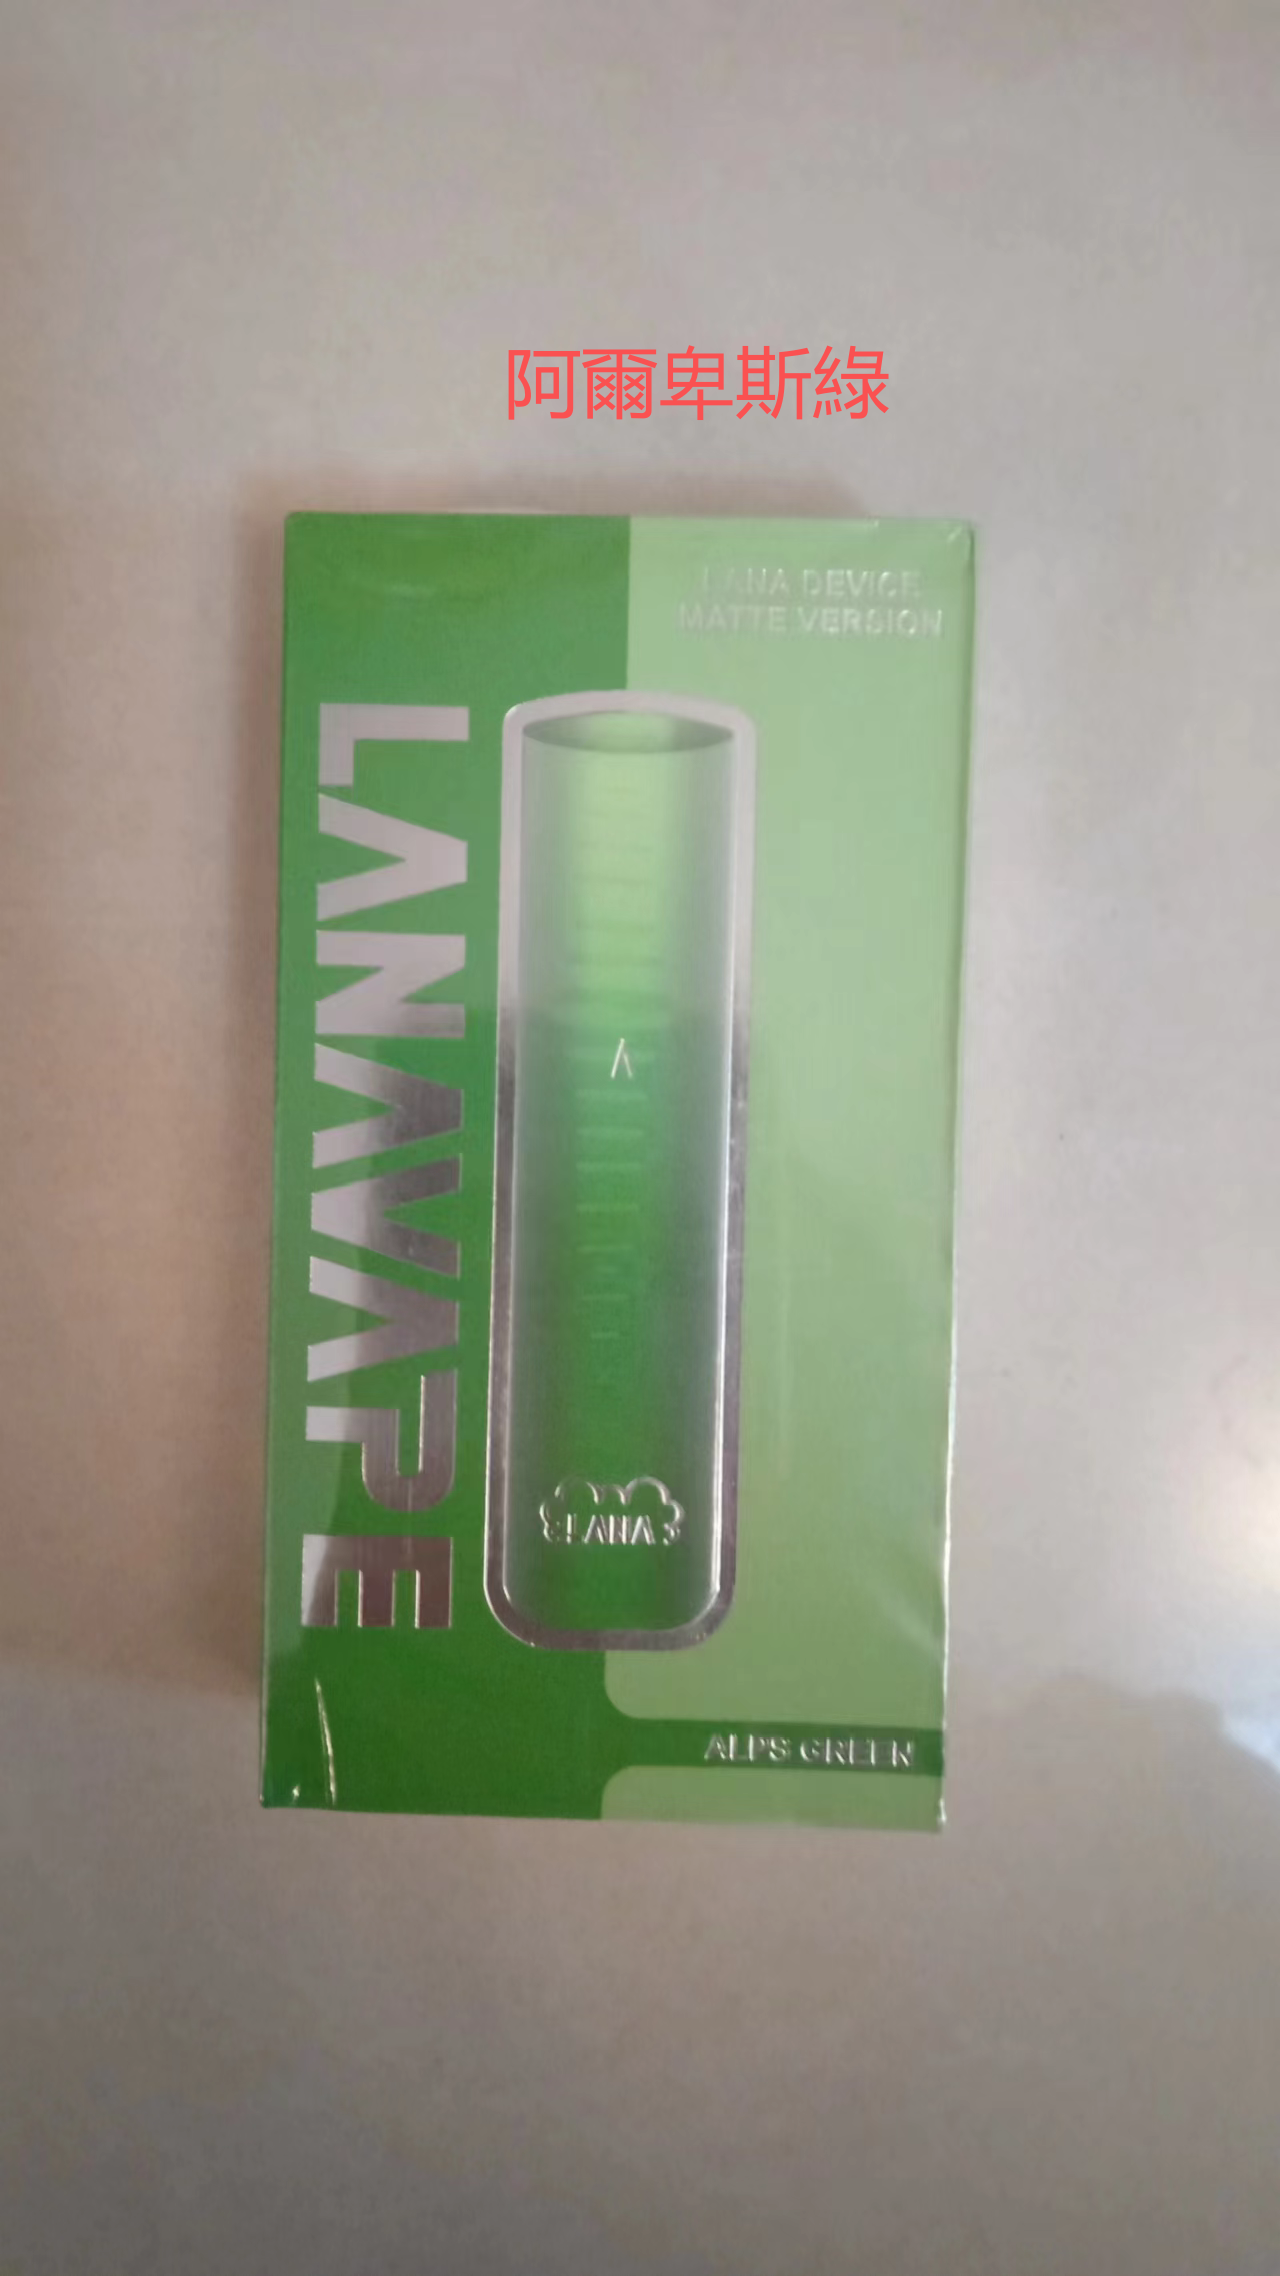 阿爾卑斯綠
LANA DEVICE
MATTE VERSION
LANAVAPE
LANA
ALPS GREEN